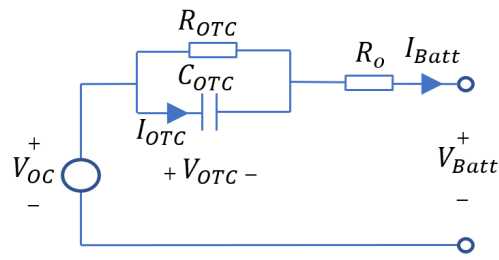 R_OTC
C_OTC
R_o
I_Batt
I_OTC
+ V_OTC −
+
V_OC
−
+
V_Batt
−